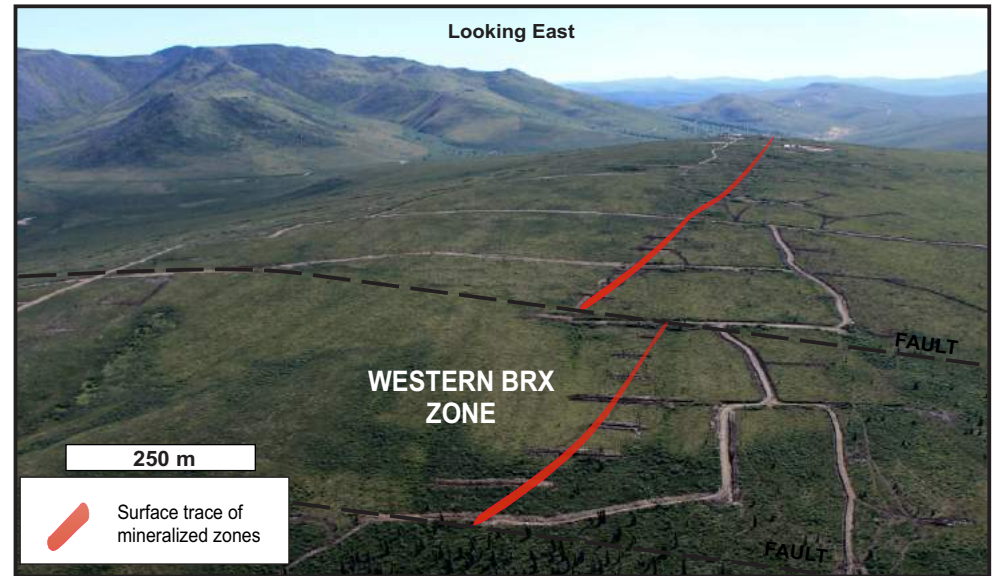 Looking East
FAULT
WESTERN BRX
ZONE
250 m
Surface trace of
mineralized zones
FAULT